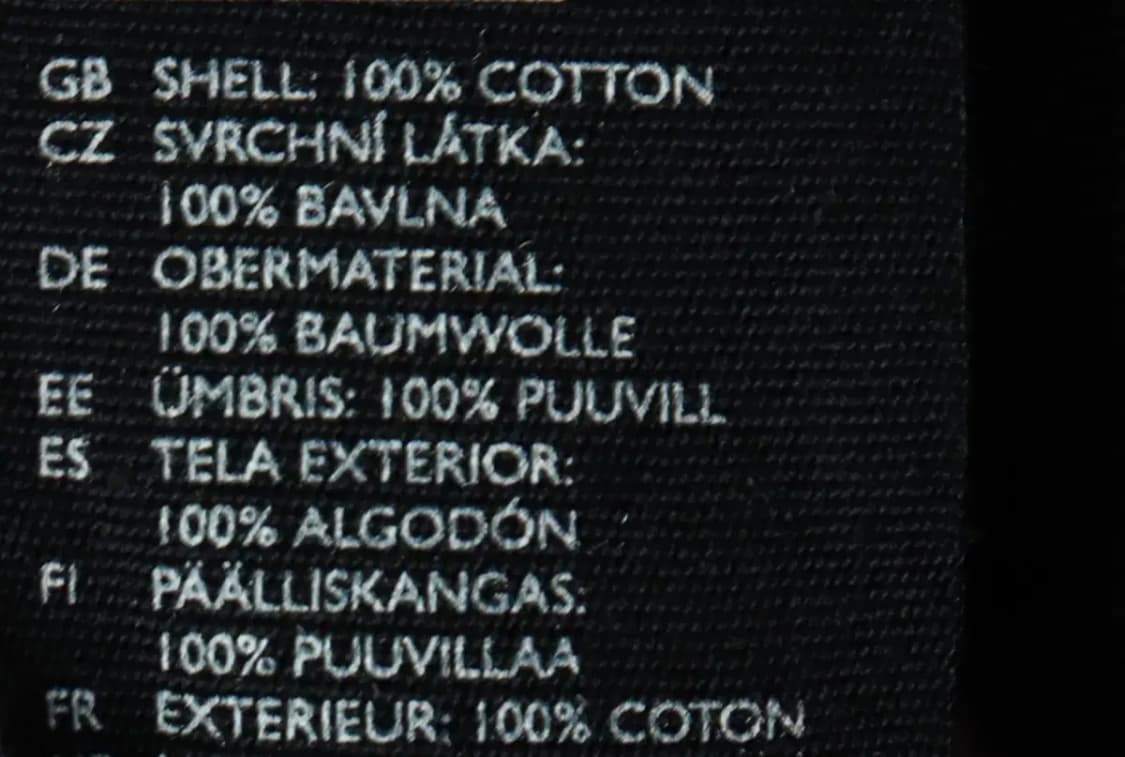 GB SHELL: 100% COTTON
CZ SVRCHNÍ LÁTKA:
100% BAVLNA
DE OBERMATERIAL:
100% BAUMWOLLE
EE ÜMBRIS: 100% PUUVILL
ES TELA EXTERIOR:
100% ALGODÓN
FI PÄÄLLISKANGAS:
100% PUUVILLAA
FR EXTERIEUR: 100% COTON